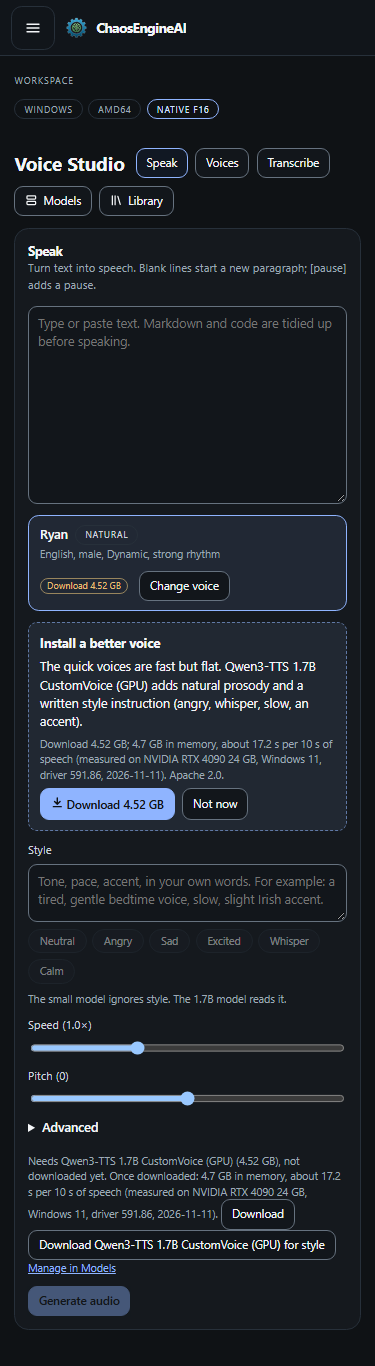 ChaosEngineAI
WORKSPACE
WINDOWS AMD64 NATIVE F16
Voice Studio Speak Voices Transcribe
Models Library
Speak
Turn text into speech. Blank lines start a new paragraph; [pause]
adds a pause.
Type or paste text. Markdown and code are tidied up
before speaking.
Ryan NATURAL
English, male, Dynamic, strong rhythm
Download 4.52 GB Change voice
Install a better voice
The quick voices are fast but flat. Qwen3-TTS 1.7B
CustomVoice (GPU) adds natural prosody and a
written style instruction (angry, whisper, slow, an
accent).
Download 4.52 GB; 4.7 GB in memory, about 17.2 s per 10 s of
speech (measured on NVIDIA RTX 4090 24 GB, Windows 11,
driver 591.86, 2026-11-11). Apache 2.0.
Download 4.52 GB Not now
Style
Tone, pace, accent, in your own words. For example: a
tired, gentle bedtime voice, slow, slight Irish accent.
Neutral Angry Sad Excited Whisper
Calm
The small model ignores style. The 1.7B model reads it.
Speed (1.0×)
Pitch (0)
Advanced
Needs Qwen3-TTS 1.7B CustomVoice (GPU) (4.52 GB), not
downloaded yet. Once downloaded: 4.7 GB in memory, about 17.2
s per 10 s of speech (measured on NVIDIA RTX 4090 24 GB,
Windows 11, driver 591.86, 2026-11-11). Download
Download Qwen3-TTS 1.7B CustomVoice (GPU) for style
Manage in Models
Generate audio